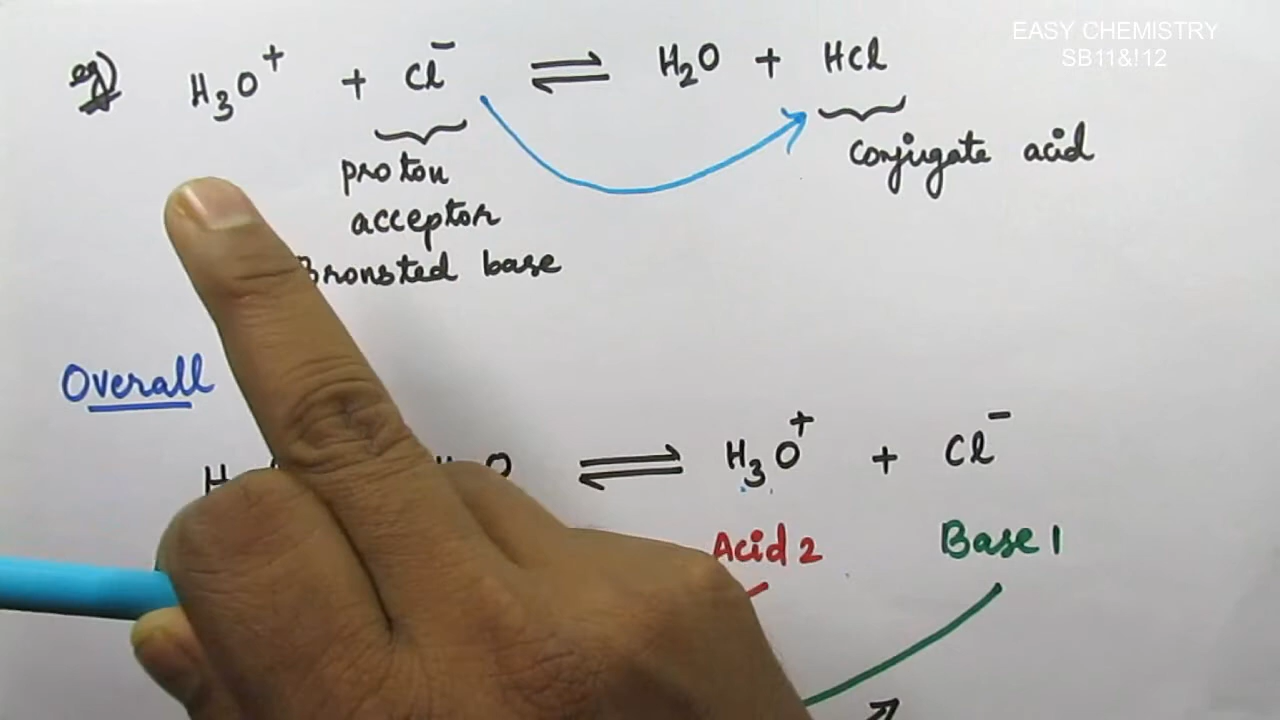 EASY CHEMISTRY
SB11&!12
eg) H₃O⁺ + Cl⁻ ⇌ H₂O + HCl
proton
acceptor
Bronsted base
conjugate acid
Overall
H ⇌ H₃O⁺ + Cl⁻
Acid 2
Base 1